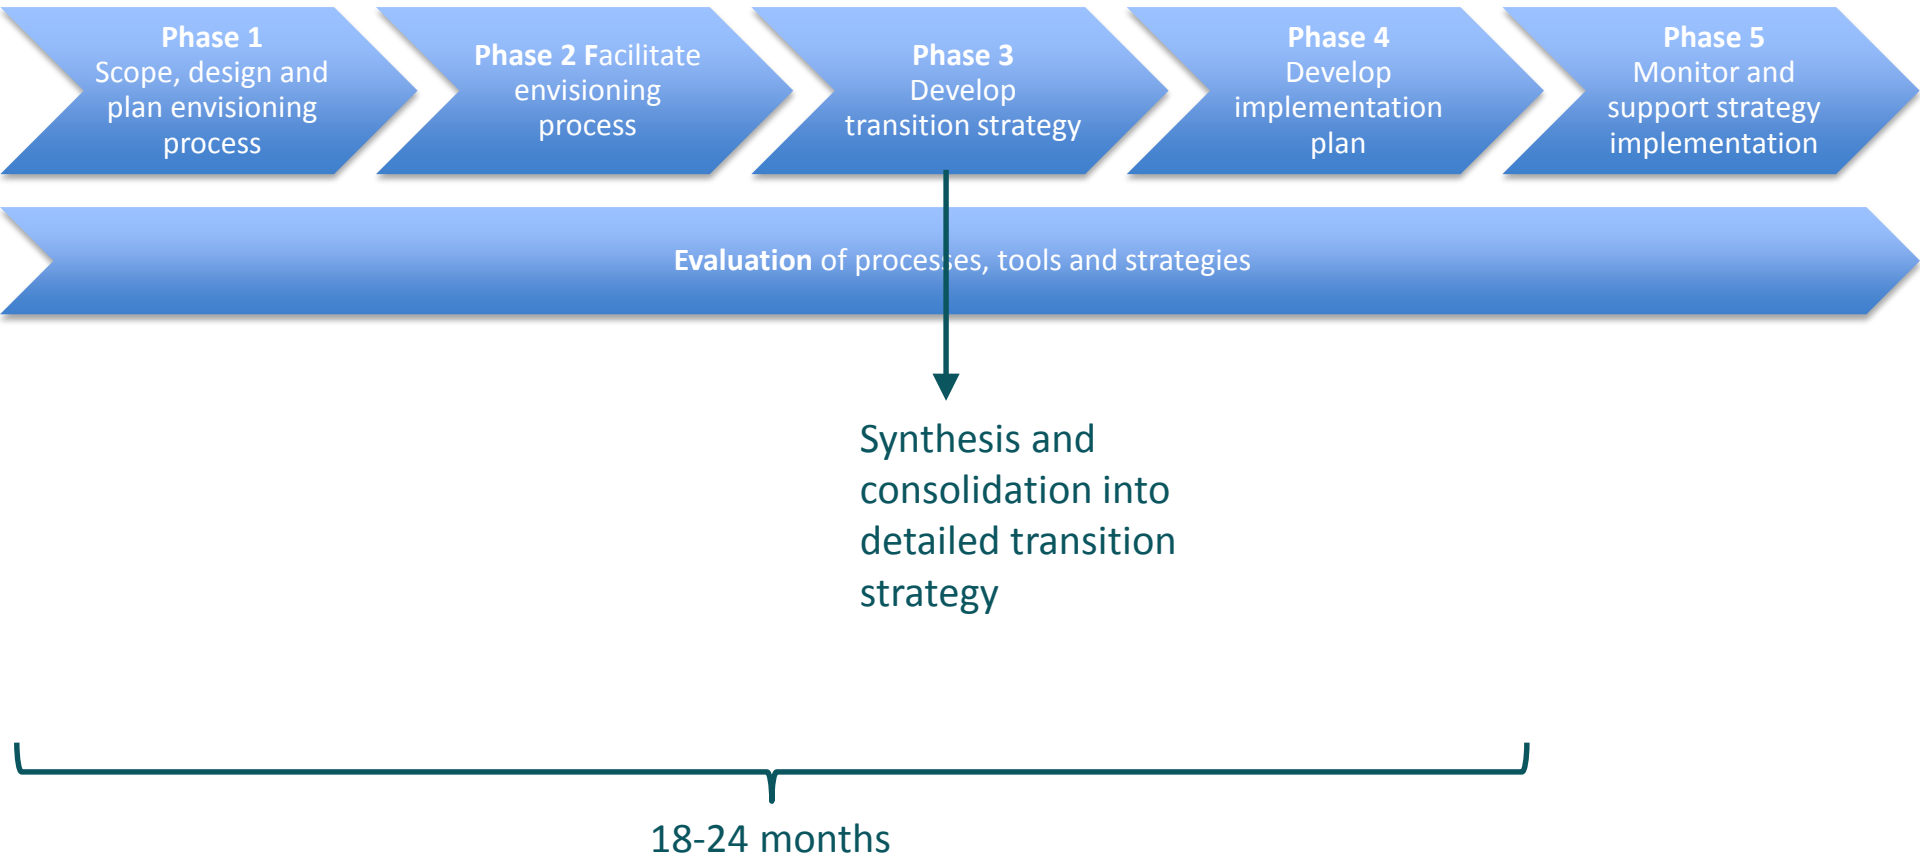 Phase 1
Scope, design and
plan envisioning
process
Phase 2 Facilitate
envisioning
process
Phase 3
Develop
transition strategy
Phase 4
Develop
implementation
plan
Phase 5
Monitor and
support strategy
implementation
Evaluation of processes, tools and strategies
Synthesis and
consolidation into
detailed transition
strategy
18-24 months